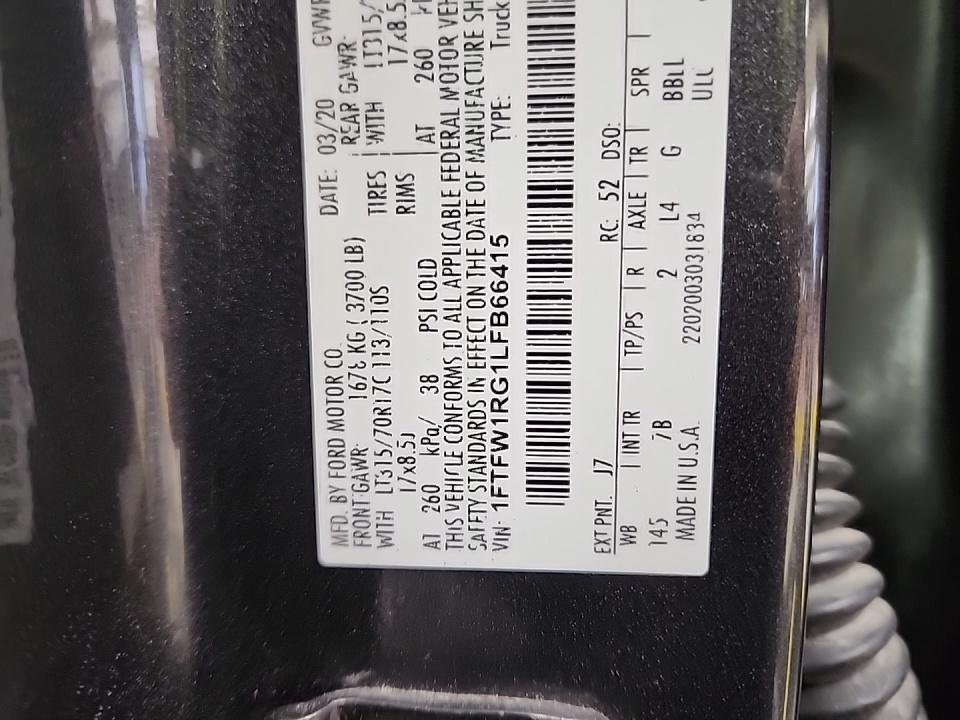 MFD. BY FORD MOTOR CO. DATE: 03/20 GVWR
FRONT GAWR: 1678 KG (3700 LB) REAR GAWR:
WITH LT315/70R17C 113/110S TIRES WITH LT315/
17x8.5J RIMS 17x8.5
AT 260 kPa/ 38 PSI COLD AT 260
THIS VEHICLE CONFORMS TO ALL APPLICABLE FEDERAL MOTOR VEH
SAFETY STANDARDS IN EFFECT ON THE DATE OF MANUFACTURE SH
VIN: 1FTFW1RG1LFB66415 TYPE: Truck
EXT PNT: J7 RC: 52 DSO:
WB | INT TR | TP/PS | R | AXLE | TR | SPR |
145 7B 2 L4 G BBLL
MADE IN U.S.A. 2202003031834 ULL